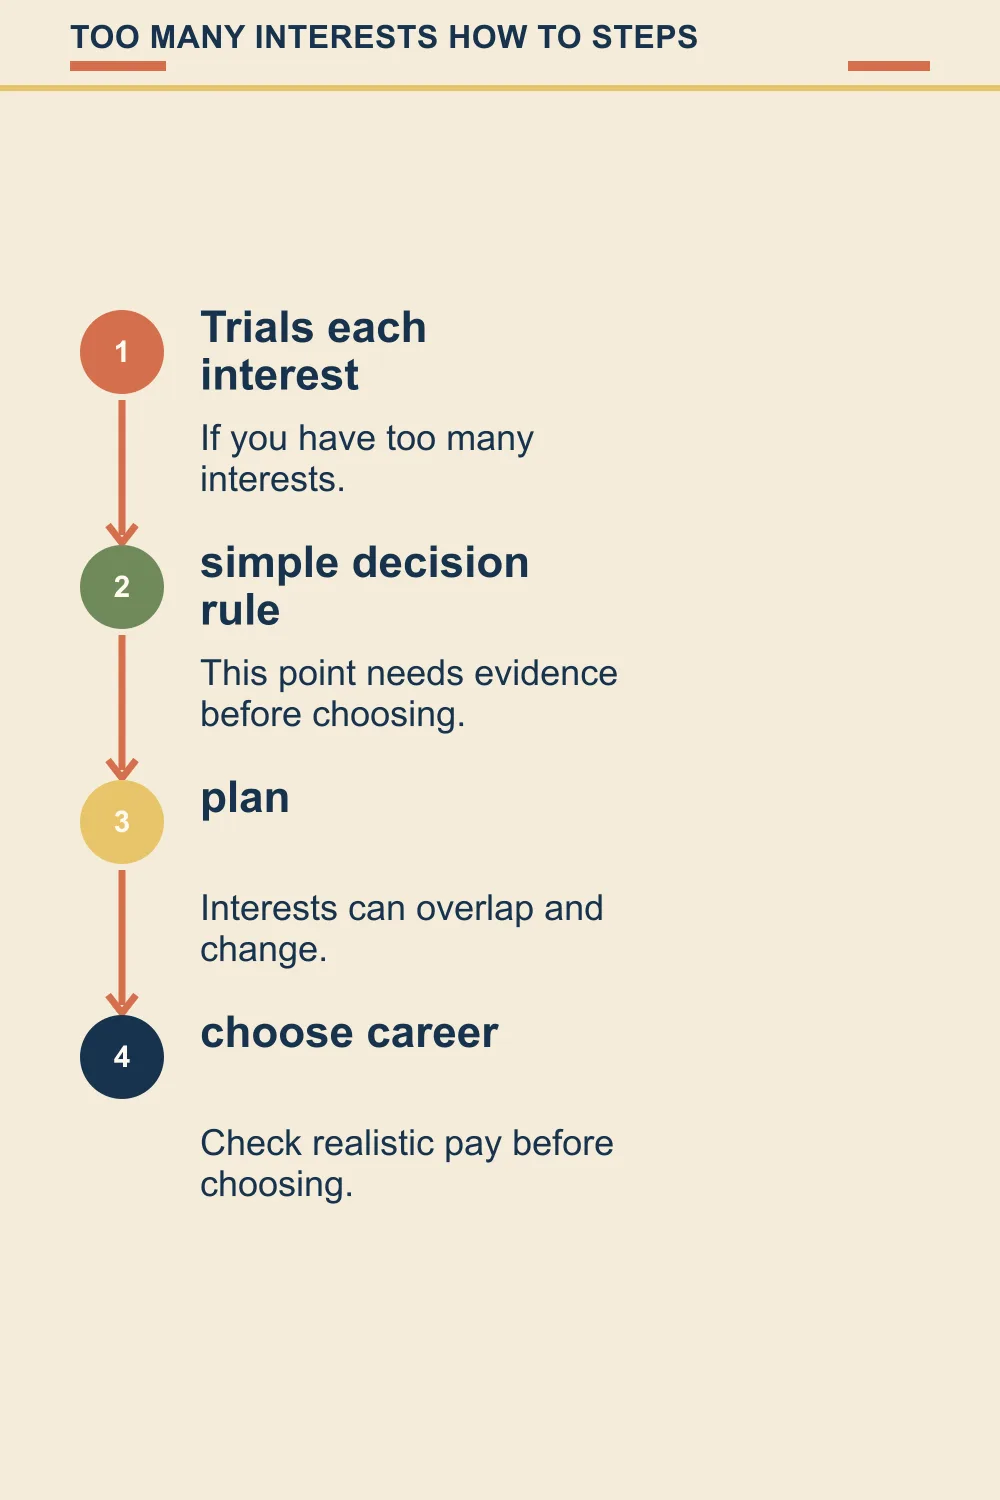 TOO MANY INTERESTS HOW TO STEPS
1
Trials each
interest
If you have too many
interests.
2
simple decision
rule
This point needs evidence
before choosing.
3
plan
Interests can overlap and
change.
4
choose career
Check realistic pay before
choosing.